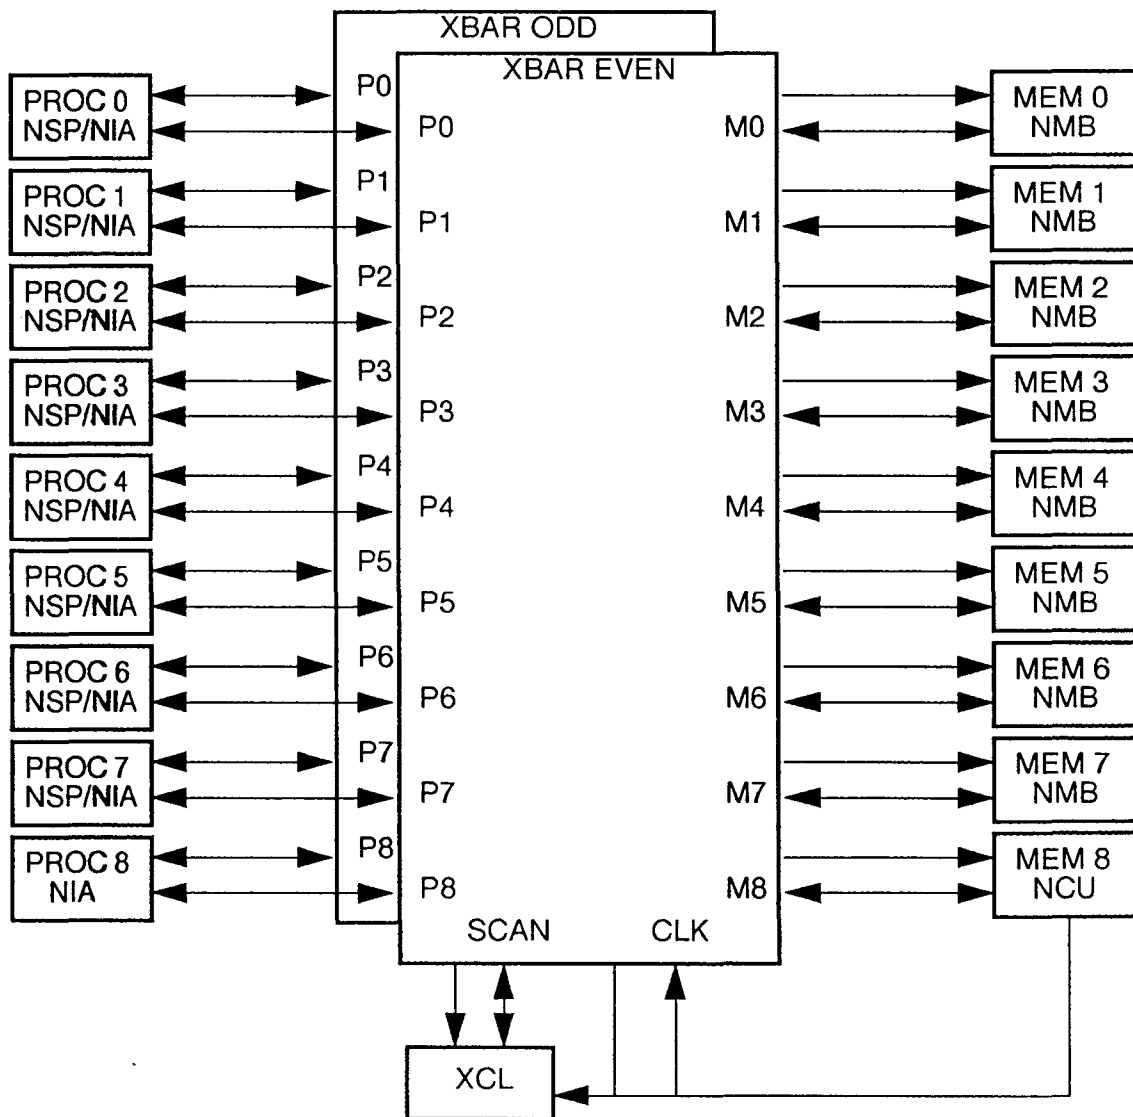 XBAR ODD
XBAR EVEN
PROC 0
NSP/NIA
P0
P0
M0
MEM 0
NMB
PROC 1
NSP/NIA
P1
P1
M1
MEM 1
NMB
PROC 2
NSP/NIA
P2
P2
M2
MEM 2
NMB
PROC 3
NSP/NIA
P3
P3
M3
MEM 3
NMB
PROC 4
NSP/NIA
P4
P4
M4
MEM 4
NMB
PROC 5
NSP/NIA
P5
P5
M5
MEM 5
NMB
PROC 6
NSP/NIA
P6
P6
M6
MEM 6
NMB
PROC 7
NSP/NIA
P7
P7
M7
MEM 7
NMB
PROC 8
NIA
P8
P8
M8
MEM 8
NCU
SCAN
CLK
XCL